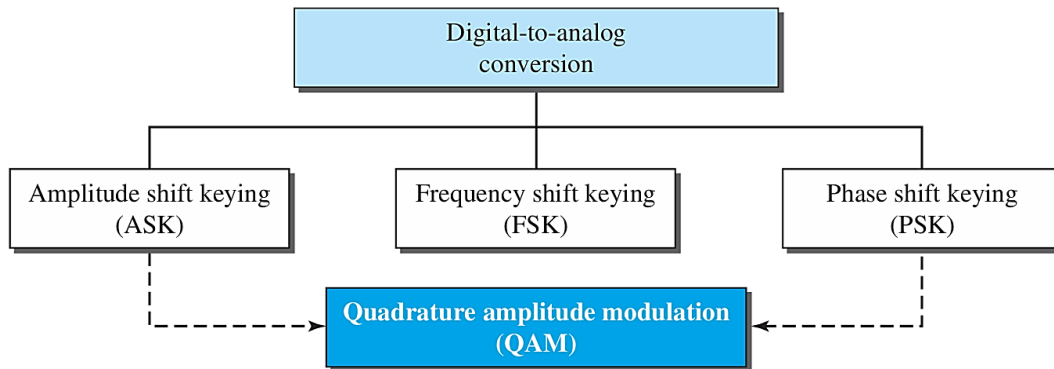 Digital-to-analog
conversion
Amplitude shift keying
(ASK)
Frequency shift keying
(FSK)
Phase shift keying
(PSK)
Quadrature amplitude modulation
(QAM)